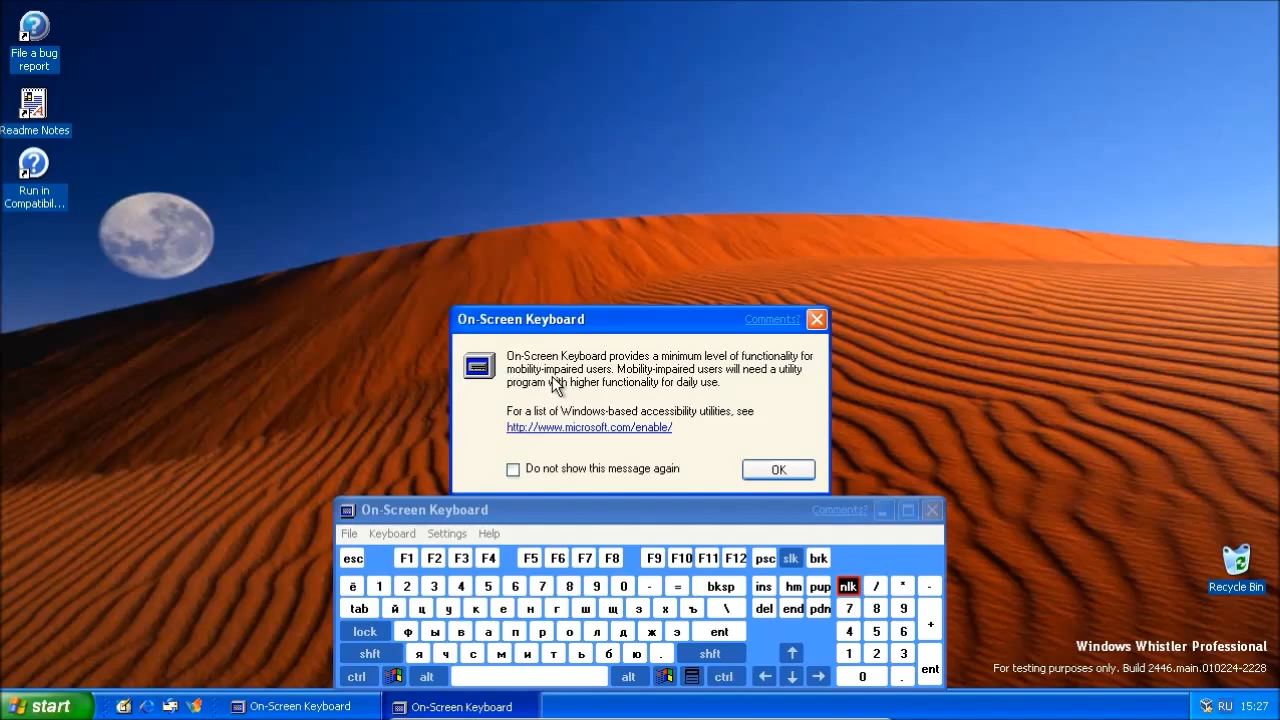 File a bug
report
Readme Notes
Run in
Compatibil...
On-Screen Keyboard
Comments?
On-Screen Keyboard provides a minimum level of functionality for
mobility-impaired users. Mobility-impaired users will need a utility
program with higher functionality for daily use.
For a list of Windows-based accessibility utilities, see
http://www.microsoft.com/enable/
Do not show this message again
OK
On-Screen Keyboard
Comments?
File Keyboard Settings Help
esc F1 F2 F3 F4 F5 F6 F7 F8 F9 F10 F11 F12 psc slk brk
ё 1 2 3 4 5 6 7 8 9 0 - = bksp ins hm pup nlk / * -
tab й ц у к е н г ш щ з х ъ \ del end pdn 7 8 9 +
lock ф ы в а п р о л д ж э ent 4 5 6
shft я ч с м и т ь б ю . shft 1 2 3 ent
ctrl alt alt ctrl 0 .
Recycle Bin
Windows Whistler Professional
For testing purposes only. Build 2446.main.010224-2228
start On-Screen Keyboard On-Screen Keyboard RU 15:27